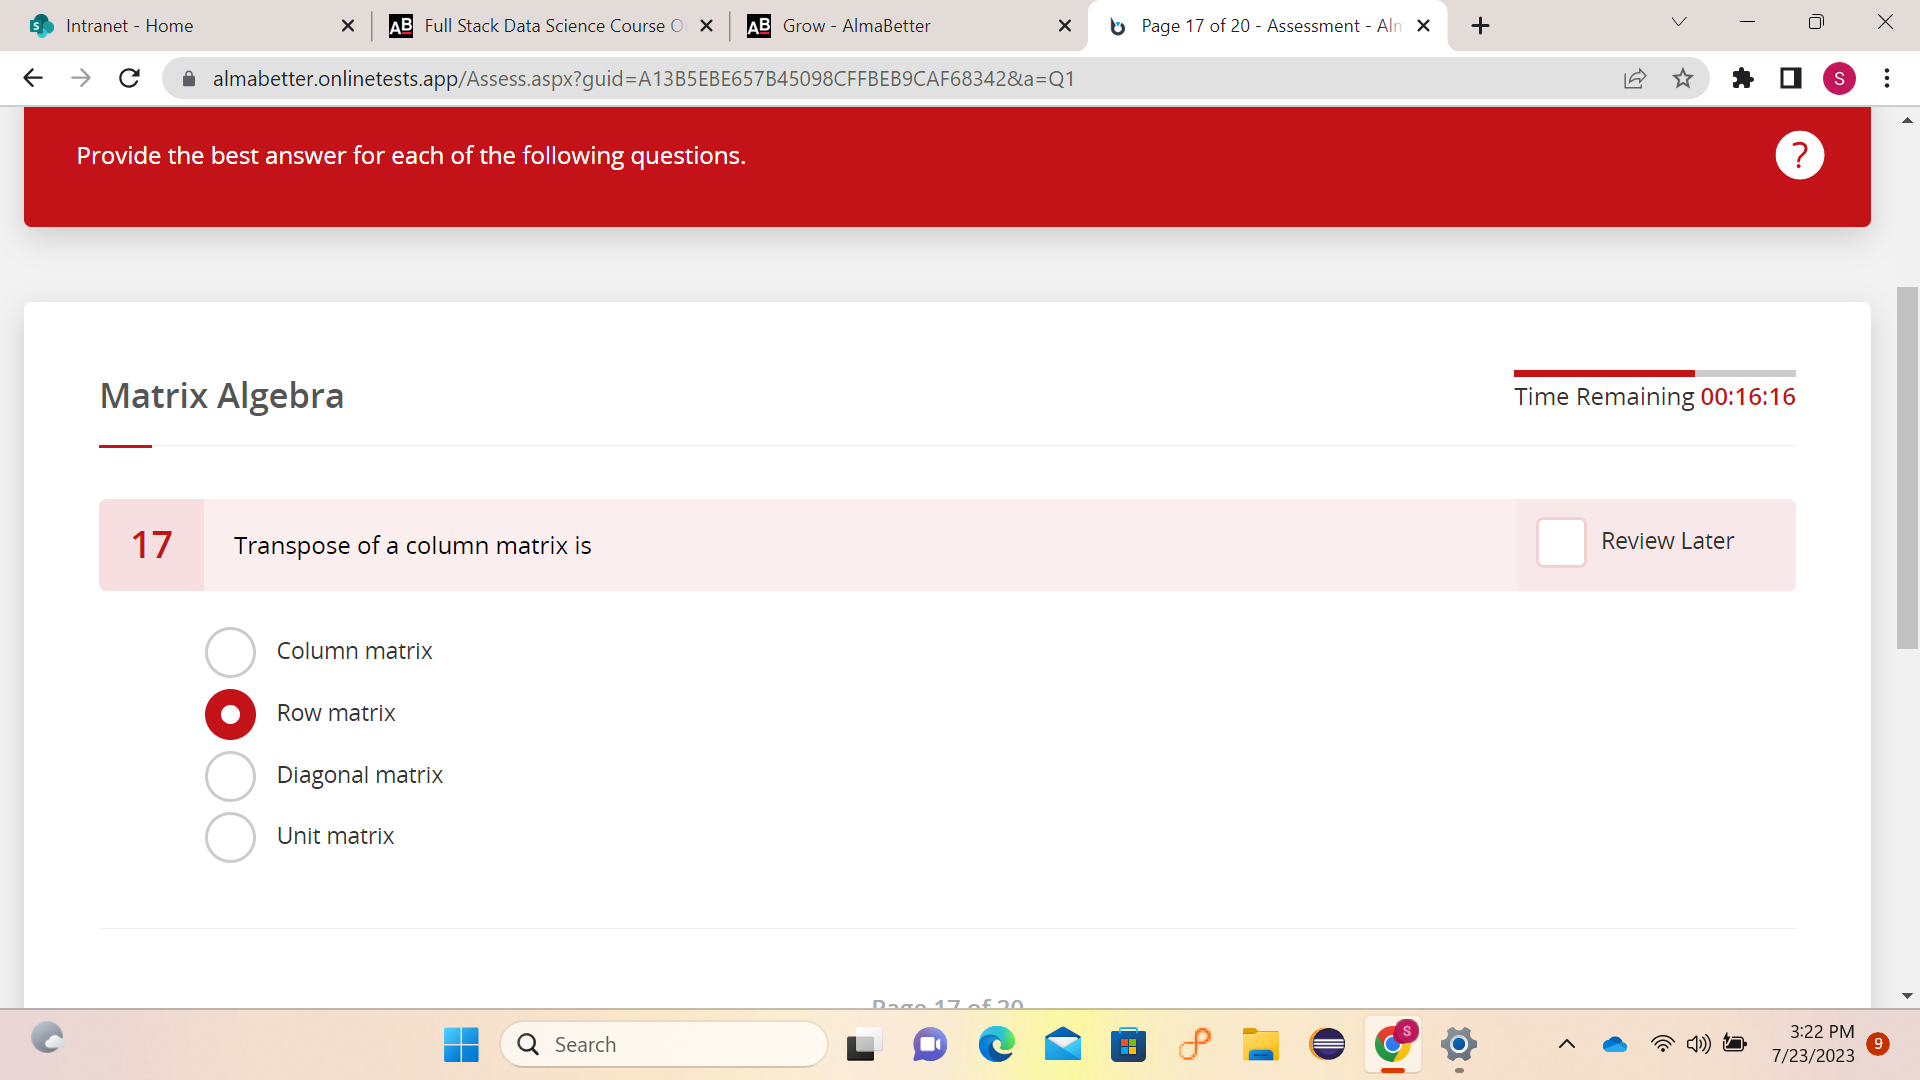 Intranet - Home
AB
Full Stack Data Science Course O
AB
Grow - AlmaBetter
Page 17 of 20 - Assessment - Alm
almabetter.onlinetests.app/Assess.aspx?guid=A13B5EBE657B45098CFFBEB9CAF68342&a=Q1
S
Provide the best answer for each of the following questions.
?
Matrix Algebra
Time Remaining 00:16:16
17
Transpose of a column matrix is
Review Later
Column matrix
Row matrix
Diagonal matrix
Unit matrix
Page 17 of 20
Search
S
3:22 PM
7/23/2023
9